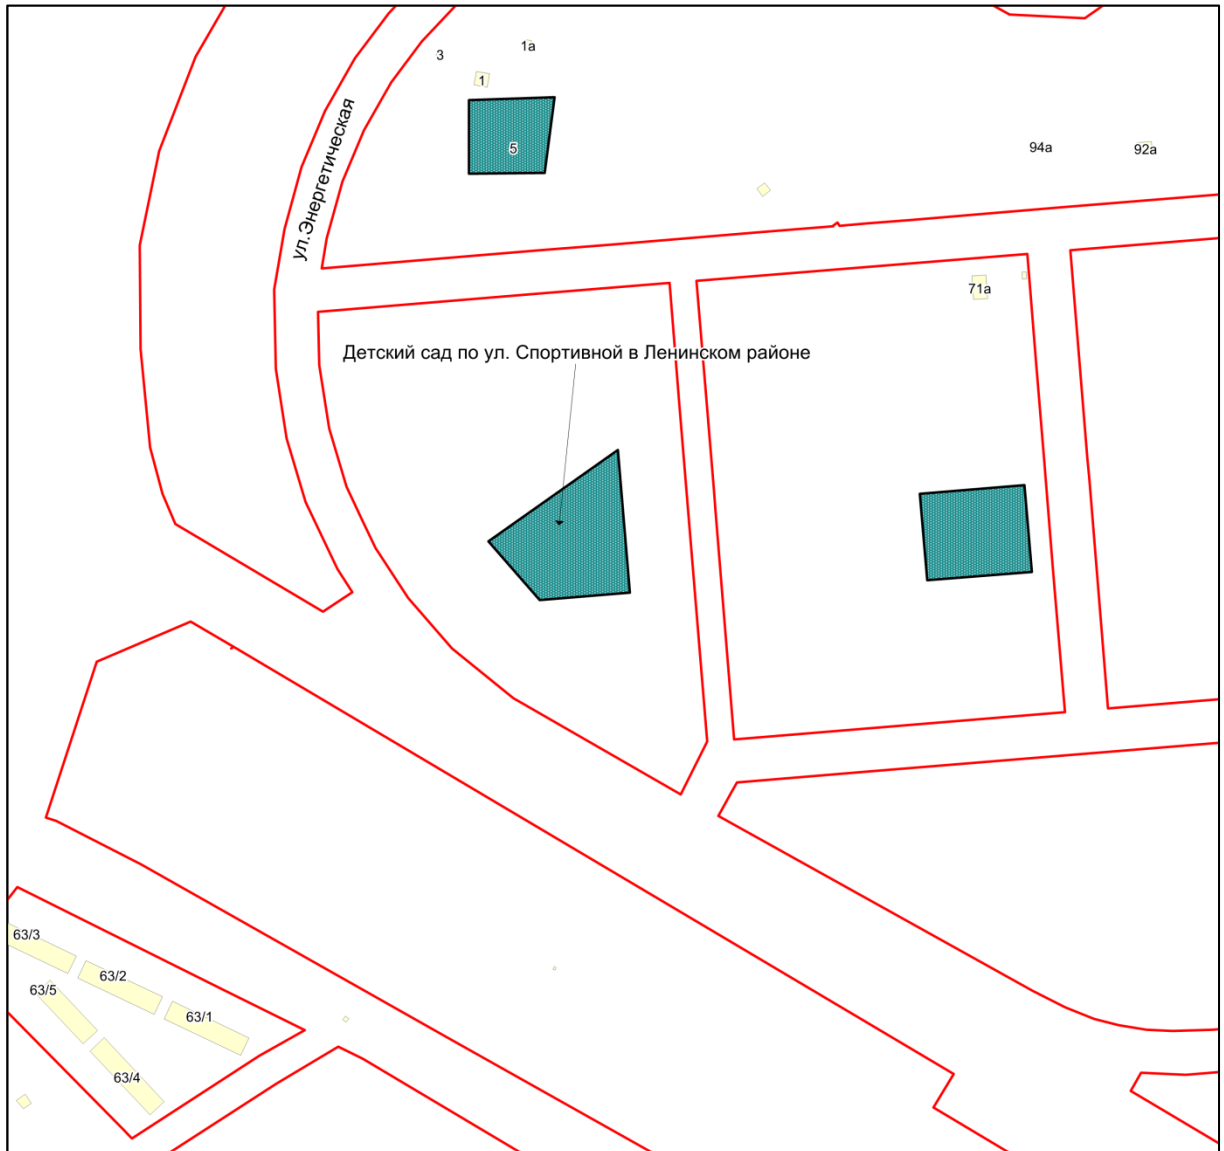 1а
3
1
ул.Энергетическая
5
94а
92а
71а
Детский сад по ул. Спортивной в Ленинском районе
63/3
63/2
63/5
63/1
63/4